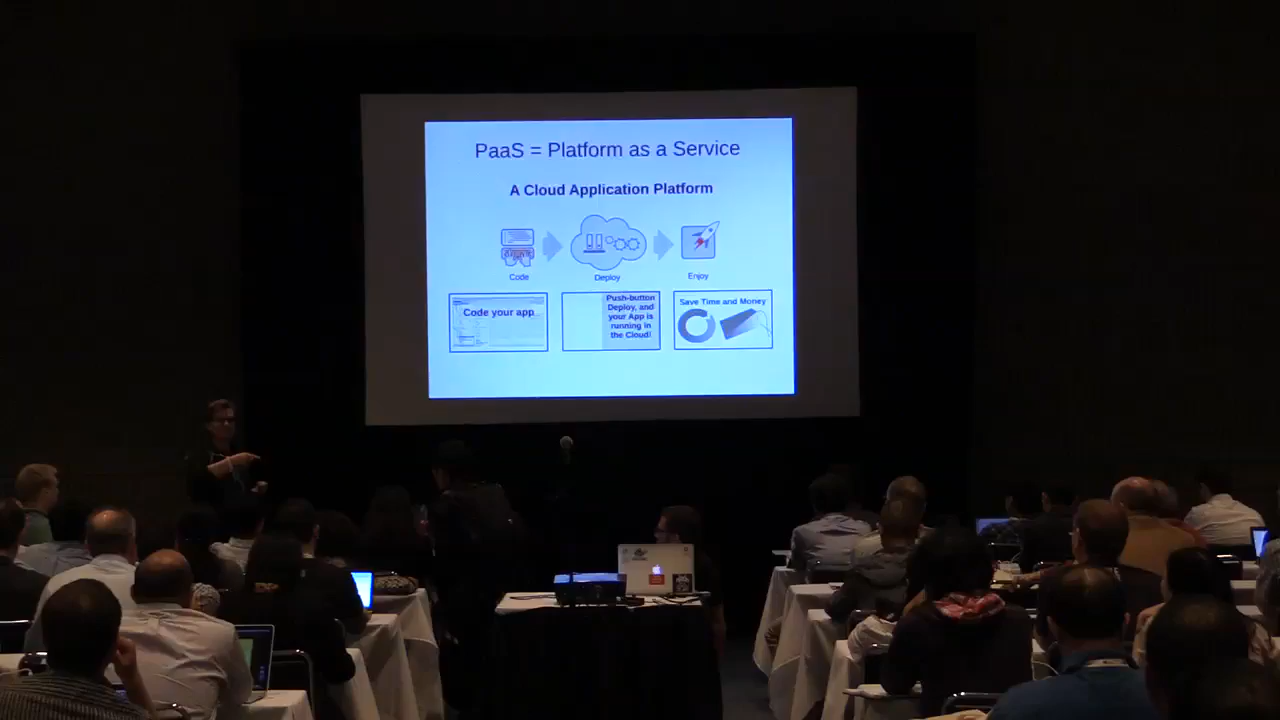 PaaS = Platform as a Service
A Cloud Application Platform
Code
Deploy
Enjoy
Code your app
Push-button
Deploy, and
your App is
running in
the Cloud!
Save Time and Money